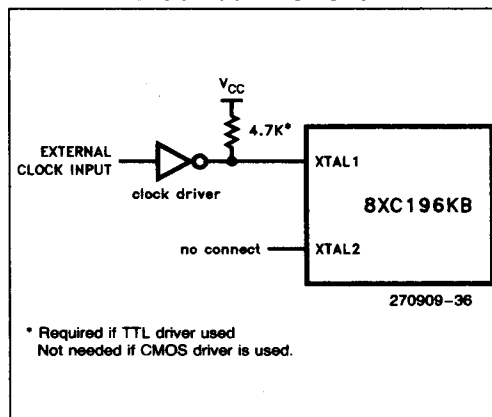 VCC
4.7K*
EXTERNAL
CLOCK INPUT
clock driver
XTAL1
8XC196KB
no connect
XTAL2
270909-36
* Required if TTL driver used
Not needed if CMOS driver is used.